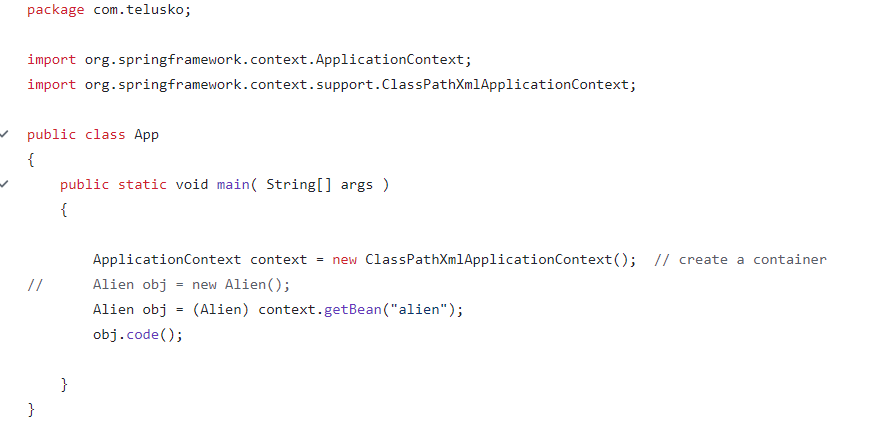 package com.telusko;
import org.springframework.context.ApplicationContext;
import org.springframework.context.support.ClassPathXmlApplicationContext;
public class App
{
    public static void main( String[] args )
    {
        ApplicationContext context = new ClassPathXmlApplicationContext();  // create a container
//      Alien obj = new Alien();
        Alien obj = (Alien) context.getBean("alien");
        obj.code();
    }
}